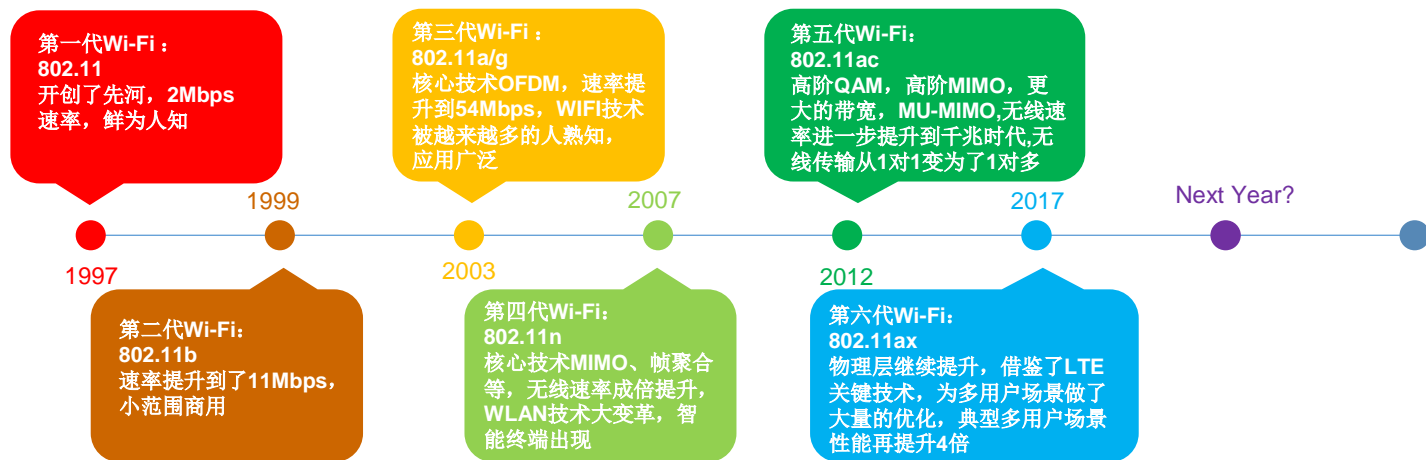 第一代Wi-Fi：
802.11
开创了先河，2Mbps
速率，鲜为人知
1997
1999
第二代Wi-Fi：
802.11b
速率提升到了11Mbps，
小范围商用
第三代Wi-Fi：
802.11a/g
核心技术OFDM，速率提
升到54Mbps，WIFI技术
被越来越多的人熟知，
应用广泛
2003
2007
第四代Wi-Fi：
802.11n
核心技术MIMO、帧聚合
等，无线速率成倍提升，
WLAN技术大变革，智
能终端出现
第五代Wi-Fi：
802.11ac
高阶QAM，高阶MIMO，更
大的带宽，MU-MIMO,无线速
率进一步提升到千兆时代,无
线传输从1对1变为了1对多
2012
2017
第六代Wi-Fi：
802.11ax
物理层继续提升，借鉴了LTE
关键技术，为多用户场景做了
大量的优化，典型多用户场景
性能再提升4倍
Next Year?